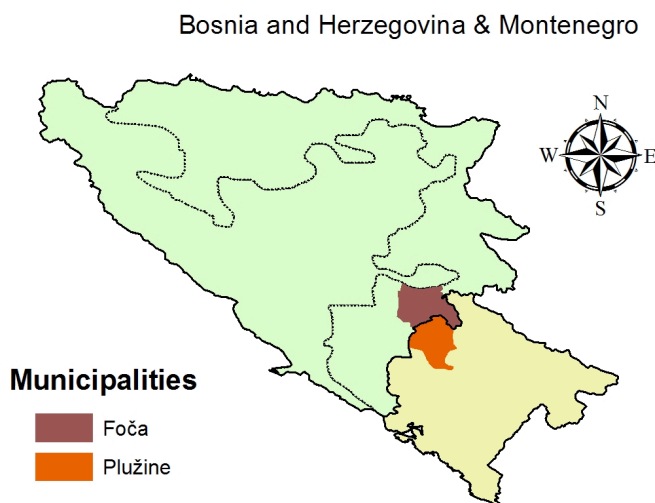 Bosnia and Herzegovina & Montenegro
N
W E
S
Municipalities
Foča
Plužine